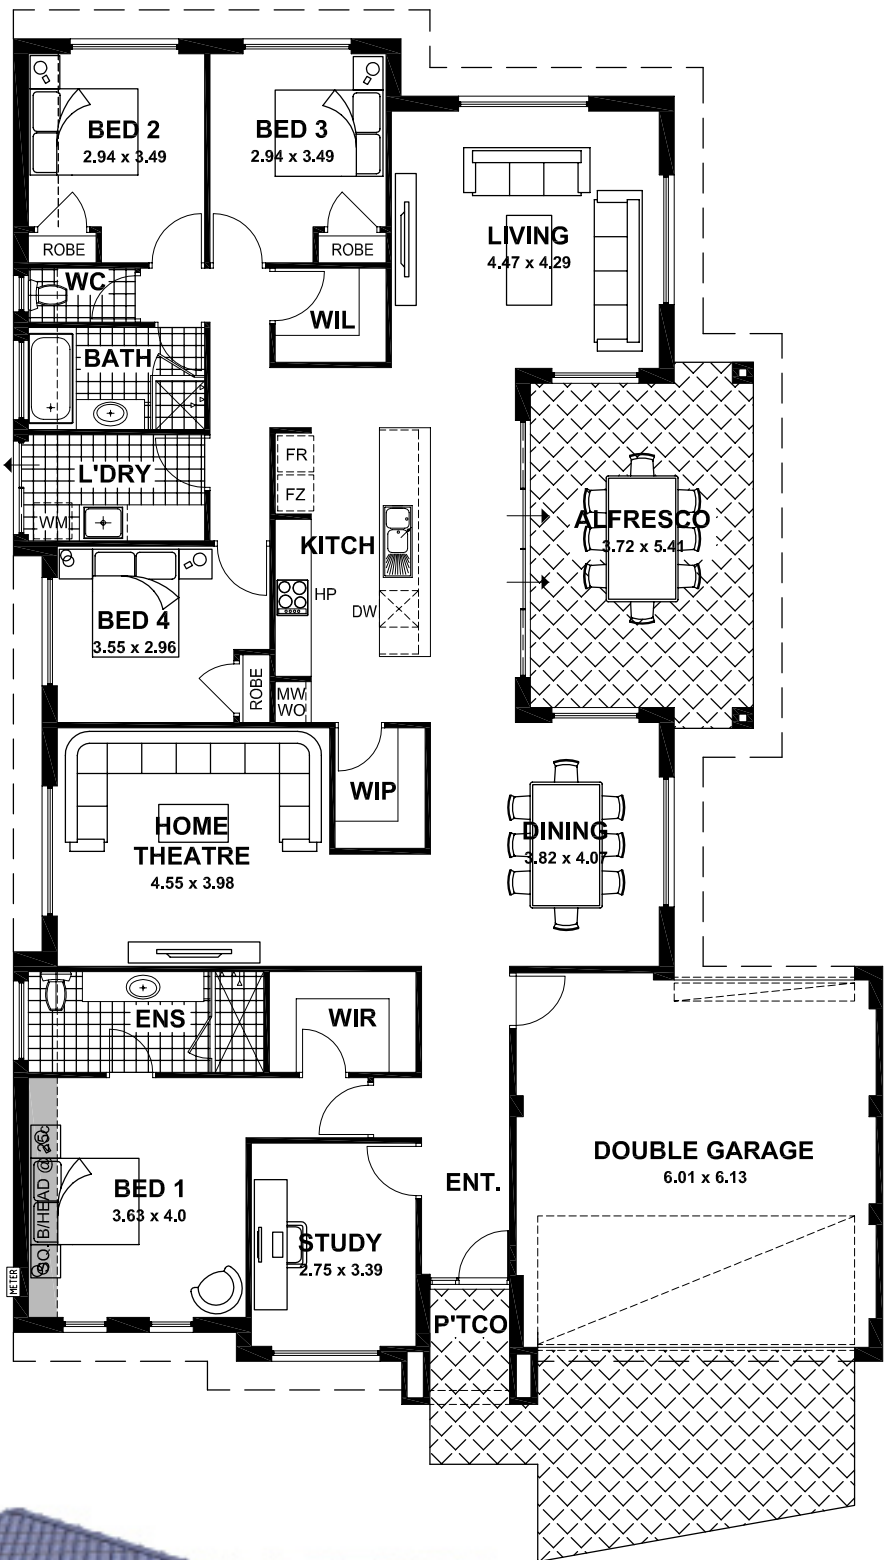 BED 2
2.94 x 3.49
BED 3
2.94 x 3.49
LIVING
4.47 x 4.29
ROBE
ROBE
WC
WIL
BATH
L'DRY
WM
FR
FZ
KITCH
HP
DW
ALFRESCO
3.72 x 5.41
BED 4
3.55 x 2.96
ROBE
MW
WO
WIP
HOME
THEATRE
4.55 x 3.98
DINING
3.82 x 4.07
ENS
WIR
SQ. B/HEAD @ 25c
BED 1
3.63 x 4.0
ENT.
DOUBLE GARAGE
6.01 x 6.13
STUDY
2.75 x 3.39
METER
P'TCO